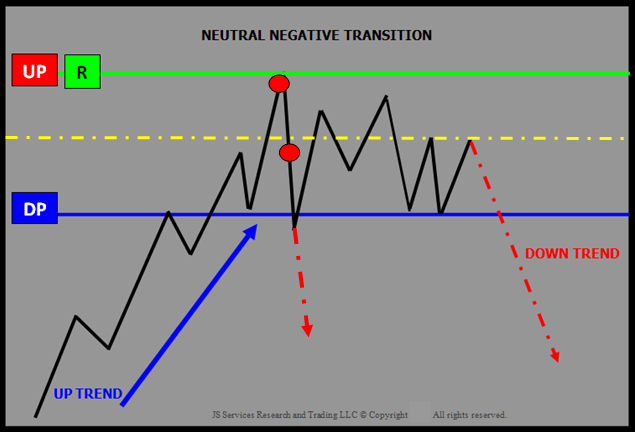 NEUTRAL NEGATIVE TRANSITION
UP R
DP
DOWN TREND
UP TREND
JS Services Research and Trading LLC © Copyright All rights reserved.